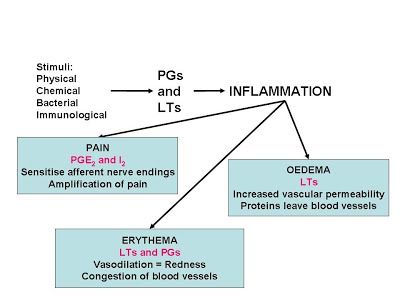 Stimuli:
Physical
Chemical
Bacterial
Immunological
PGs
and
LTs
INFLAMMATION
PAIN
PGE2 and I2
Sensitise afferent nerve endings
Amplification of pain
OEDEMA
LTs
Increased vascular permeability
Proteins leave blood vessels
ERYTHEMA
LTs and PGs
Vasodilation = Redness
Congestion of blood vessels